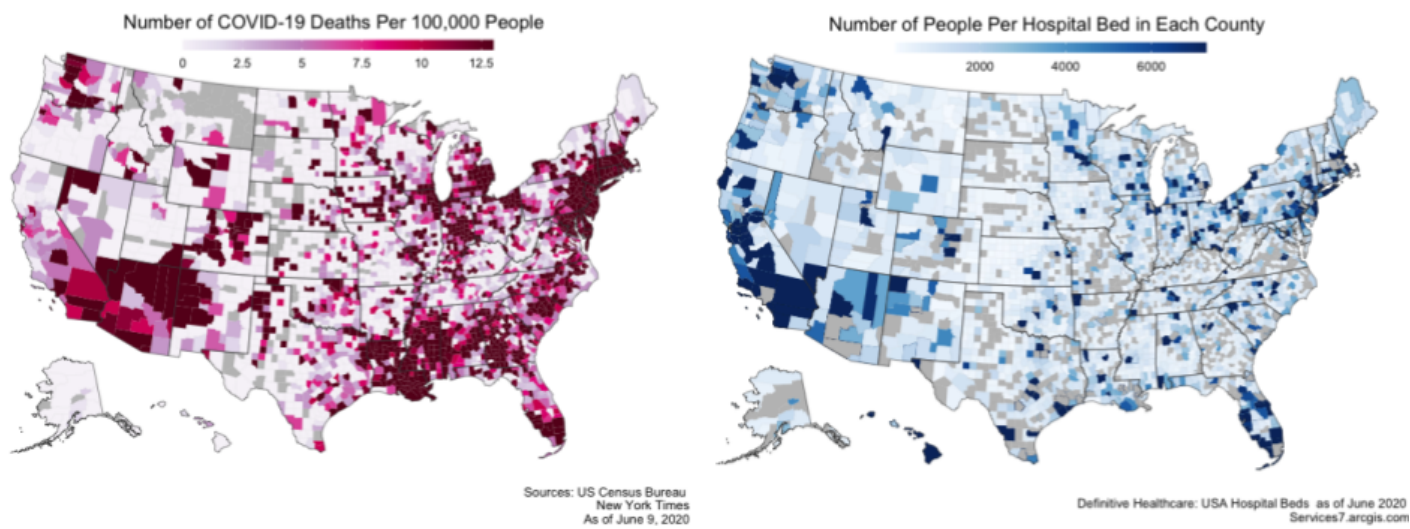 Number of COVID-19 Deaths Per 100,000 People
0 2.5 5 7.5 10 12.5
Sources: US Census Bureau
New York Times
As of June 9, 2020
Number of People Per Hospital Bed in Each County
2000 4000 6000
Definitive Healthcare: USA Hospital Beds as of June 2020
Services7.arcgis.com